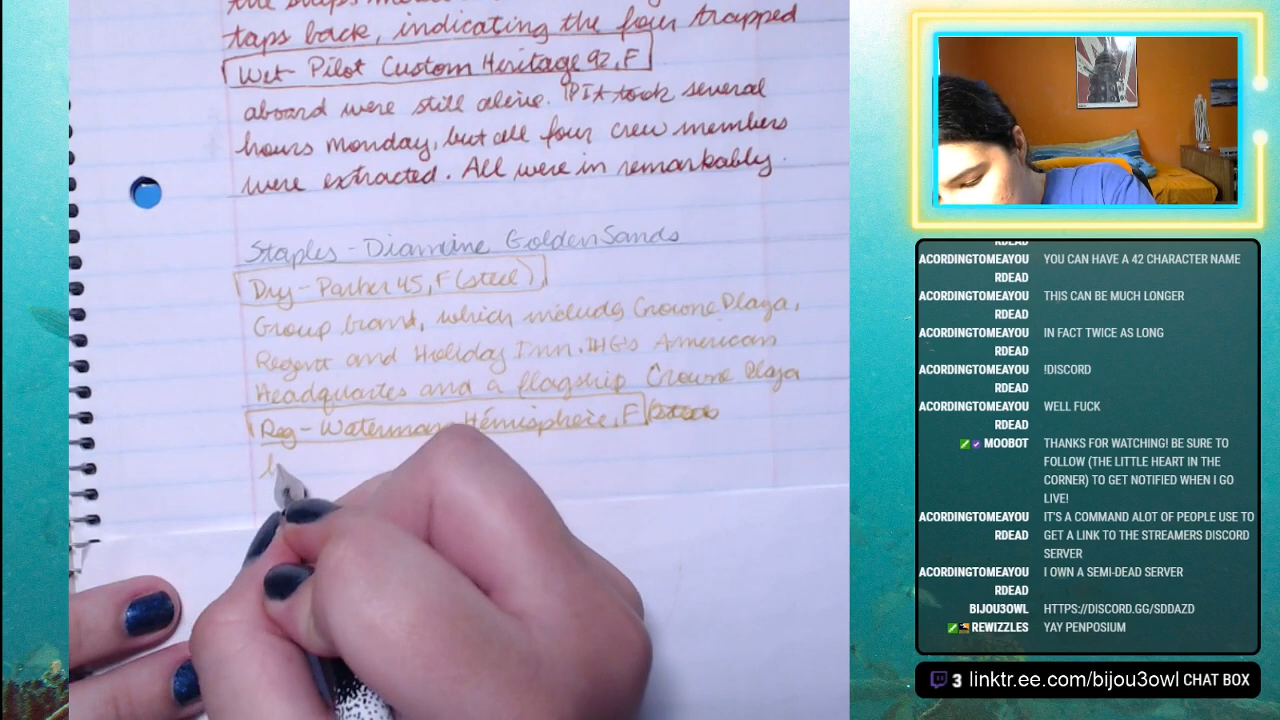 taps back, indicating the four trapped
Wet- Pilot Custom Heritage 92, F
aboard were still alive. PIt took several
hours Monday, but all four crew members
were extracted. All were in remarkably.
Staples - Diamine Golden Sands
Dry - Parker 45, F (steel)
Group brand, which includes Crowne Plaza,
Regent and Holiday Inn. IHG's American
Headquartes and a flagship Crowne Plaza
Reg - Waterman Hémisphère, F
RDEAD
ACORDINGTOMEAYOU RDEAD YOU CAN HAVE A 42 CHARACTER NAME
ACORDINGTOMEAYOU RDEAD THIS CAN BE MUCH LONGER
ACORDINGTOMEAYOU RDEAD IN FACT TWICE AS LONG
ACORDINGTOMEAYOU RDEAD !DISCORD
ACORDINGTOMEAYOU RDEAD WELL FUCK
MOOBOT THANKS FOR WATCHING! BE SURE TO
FOLLOW (THE LITTLE HEART IN THE
CORNER) TO GET NOTIFIED WHEN I GO
LIVE!
ACORDINGTOMEAYOU RDEAD IT'S A COMMAND ALOT OF PEOPLE USE TO
GET A LINK TO THE STREAMERS DISCORD
SERVER
ACORDINGTOMEAYOU RDEAD I OWN A SEMI-DEAD SERVER
BIJOU3OWL HTTPS://DISCORD.GG/SDDAZD
REWIZZLES YAY PENPOSIUM
3 linktr.ee.com/bijou3owl CHAT BOX